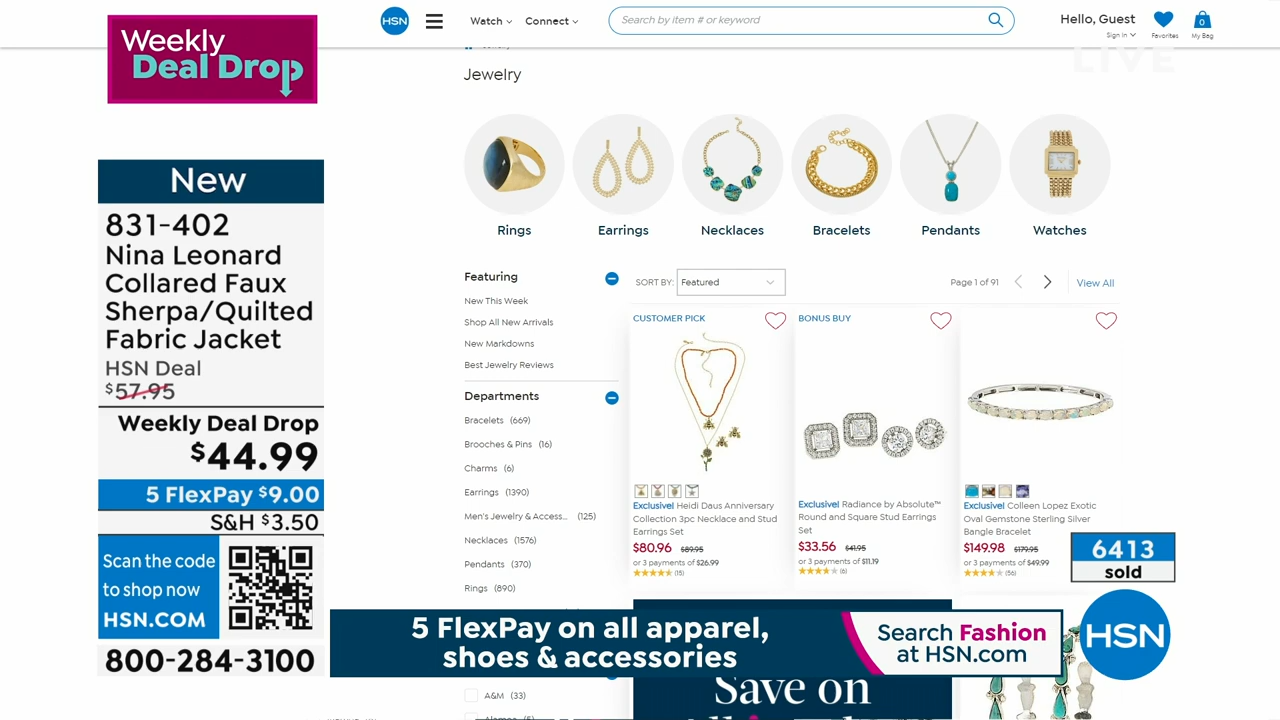 Weekly
Deal Drop
New
831-402
Nina Leonard
Collared Faux
Sherpa/Quilted
Fabric Jacket
HSN Deal
$57.95
Weekly Deal Drop
$44.99
5 FlexPay $9.00
S&H $3.50
Scan the code
to shop now
HSN.COM
800-284-3100
HSN
Watch
Connect
Search by item # or keyword
Hello, Guest
Sign In
Favorites
0
My Bag
LIVE
Jewelry
Rings
Earrings
Necklaces
Bracelets
Pendants
Watches
Featuring
New This Week
Shop All New Arrivals
New Markdowns
Best Jewelry Reviews
Departments
Bracelets (669)
Brooches & Pins (16)
Charms (6)
Earrings (1390)
Men's Jewelry & Access... (125)
Necklaces (1576)
Pendants (370)
Rings (890)
A&M (33)
SORT BY: Featured
Page 1 of 91
View All
CUSTOMER PICK
Exclusive! Heidi Daus Anniversary
Collection 3pc Necklace and Stud
Earrings Set
$80.96 $89.95
or 3 payments of $26.99
(15)
BONUS BUY
Exclusive! Radiance by Absolute™
Round and Square Stud Earrings
Set
$33.56 $41.95
or 3 payments of $11.19
(6)
Exclusive! Colleen Lopez Exotic
Oval Gemstone Sterling Silver
Bangle Bracelet
$149.98 $179.95
or 3 payments of $49.99
(56)
6413
sold
5 FlexPay on all apparel,
shoes & accessories
Search Fashion
at HSN.com
HSN
Save on